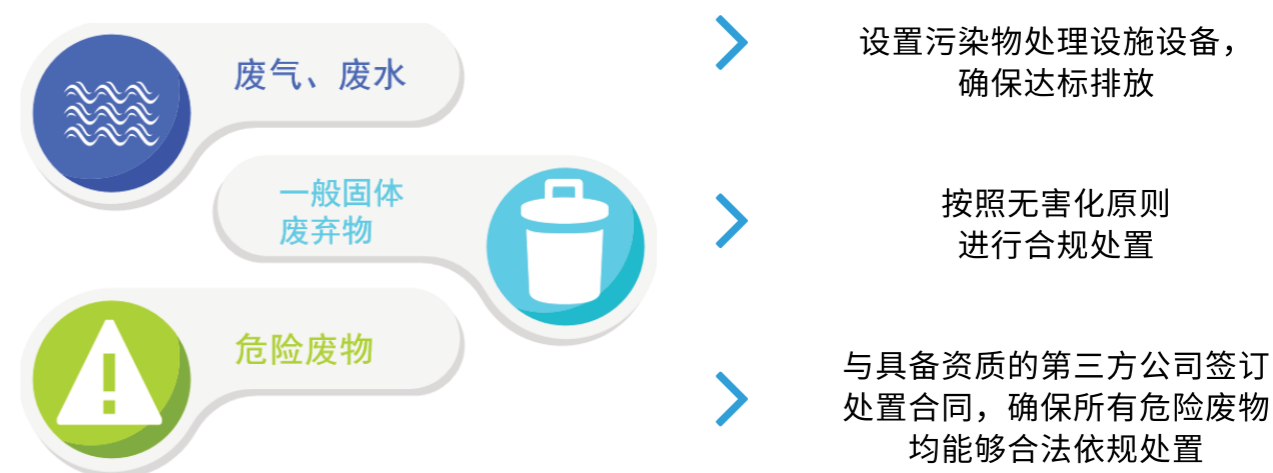 废气、废水
设置污染物处理设施设备，
确保达标排放
一般固体
废弃物
按照无害化原则
进行合规处置
危险废物
与具备资质的第三方公司签订
处置合同，确保所有危险废物
均能够合法依规处置